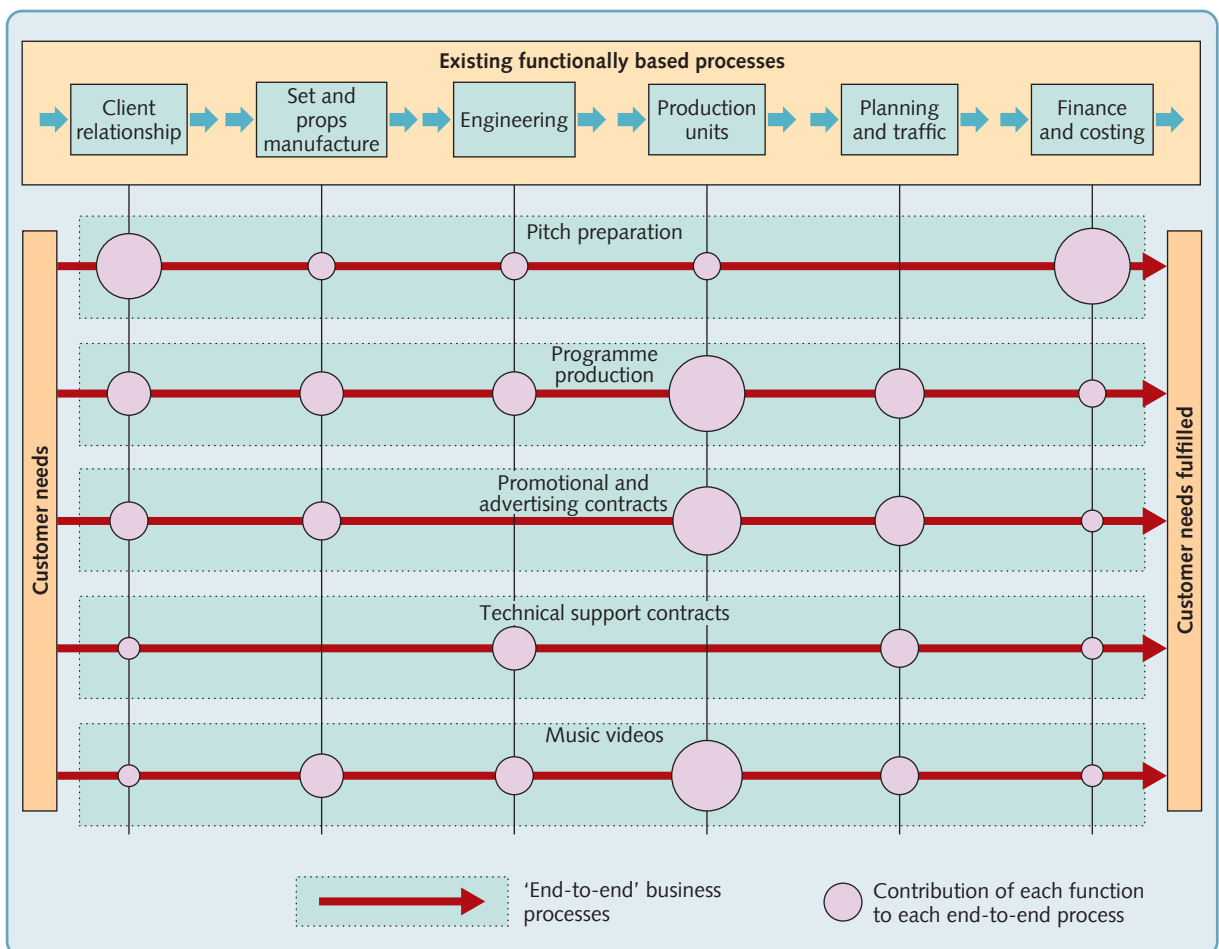 Existing functionally based processes
Client
relationship
Set and
props
manufacture
Engineering
Production
units
Planning
and traffic
Finance
and costing
Customer needs
Pitch preparation
Programme
production
Promotional and
advertising contracts
Technical support contracts
Music videos
Customer needs fulfilled
'End-to-end' business
processes
Contribution of each function
to each end-to-end process